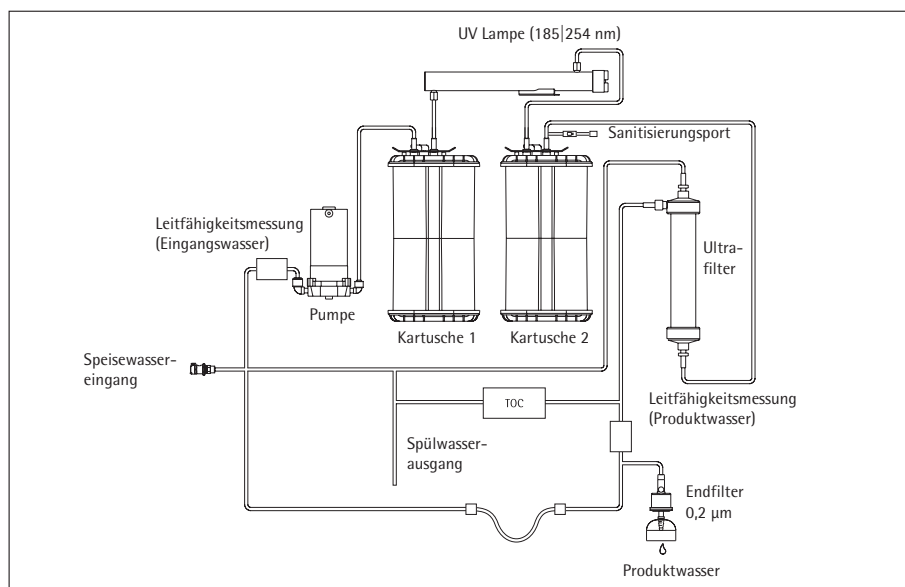 UV Lampe (185|254 nm)
Sanitisierungsport
Leitfähigkeitsmessung
(Eingangswasser)
Ultra-
filter
Pumpe
Kartusche 1
Kartusche 2
Speisewasser-
eingang
Leitfähigkeitsmessung
(Produktwasser)
TOC
Spülwasser-
ausgang
Endfilter
0,2 µm
Produktwasser